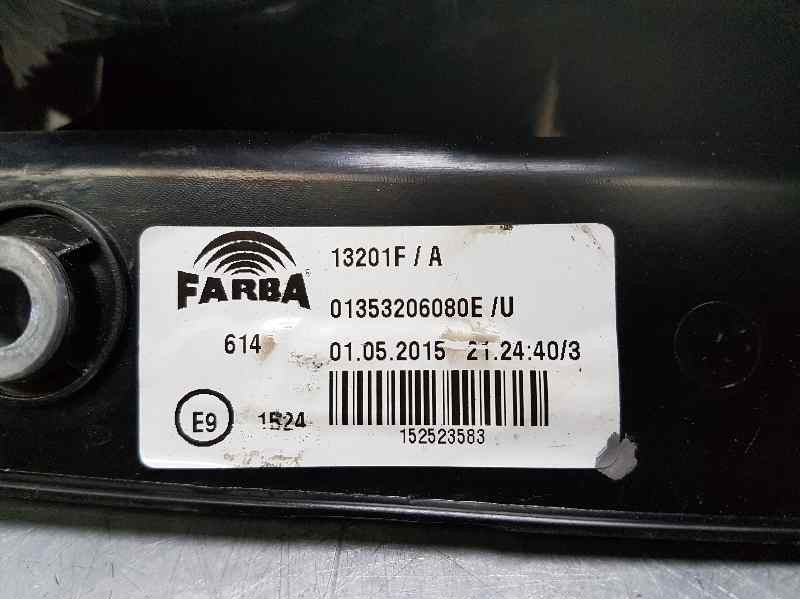 FARBA®
13201F / A
01353206080E /U
614 01.05.2015 21.24:40/3
E9 1524
152523583